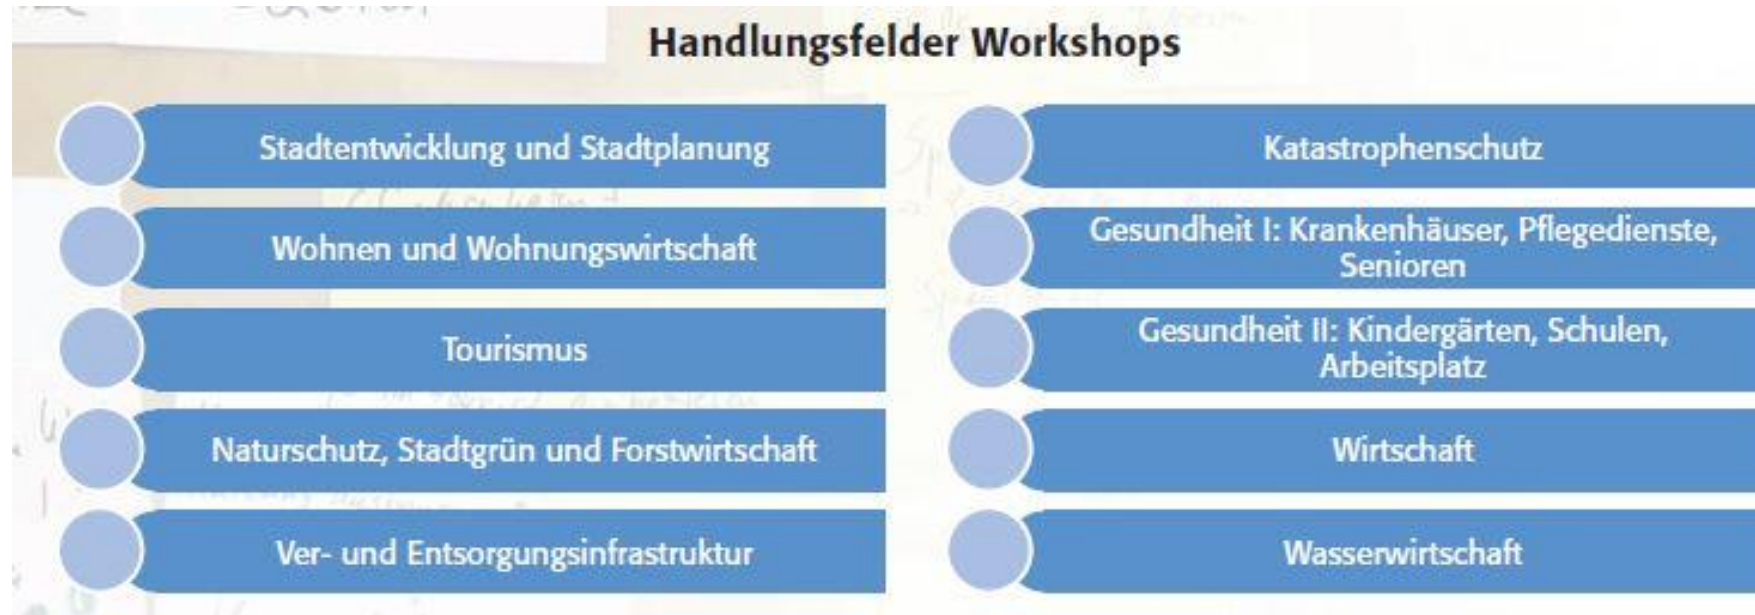 Handlungsfelder Workshops
Stadtentwicklung und Stadtplanung
Wohnen und Wohnungswirtschaft
Tourismus
Naturschutz, Stadtgrün und Forstwirtschaft
Ver- und Entsorgungsinfrastruktur
Katastrophenschutz
Gesundheit I: Krankenhäuser, Pflegedienste,
Senioren
Gesundheit II: Kindergärten, Schulen,
Arbeitsplatz
Wirtschaft
Wasserwirtschaft